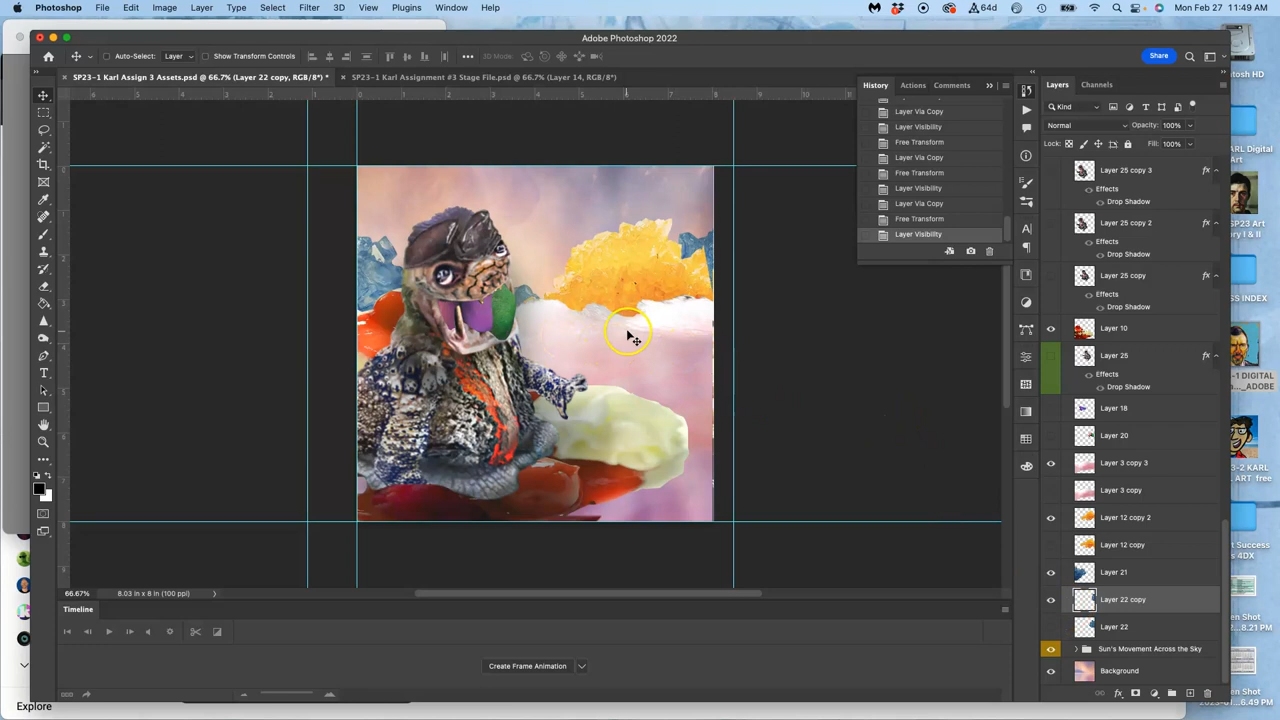 Photoshop File Edit Image Layer Type Select Filter 3D View Plugins Window Help 64d Mon Feb 27 11:49 AM
Adobe Photoshop 2022
Auto-Select: Layer Show Transform Controls 3D Mode: Share
SP23-1 Karl Assign 3 Assets.psd @ 66.7% (Layer 22 copy, RGB/8*) * SP23-1 Karl Assignment #3 Stage File.psd @ 66.7% (Layer 14, RGB/8*)
History Actions Comments
Layer Via Copy
Layer Visibility
Free Transform
Layer Via Copy
Free Transform
Layer Visibility
Layer Via Copy
Free Transform
Layer Visibility
Layers Channels
Kind
Normal Opacity: 100%
Lock: Fill: 100%
Layer 25 copy 3 fx
Effects
Drop Shadow
Layer 25 copy 2 fx
Effects
Drop Shadow
Layer 25 copy fx
Effects
Drop Shadow
Layer 10
Layer 25 fx
Effects
Drop Shadow
Layer 18
Layer 20
Layer 3 copy 3
Layer 3 copy
Layer 12 copy 2
Layer 12 copy
Layer 21
Layer 22 copy
Layer 22
Sun's Movement Across the Sky
Background
66.67% 8.03 in x 8 in (100 ppi)
Timeline
Create Frame Animation
Explore